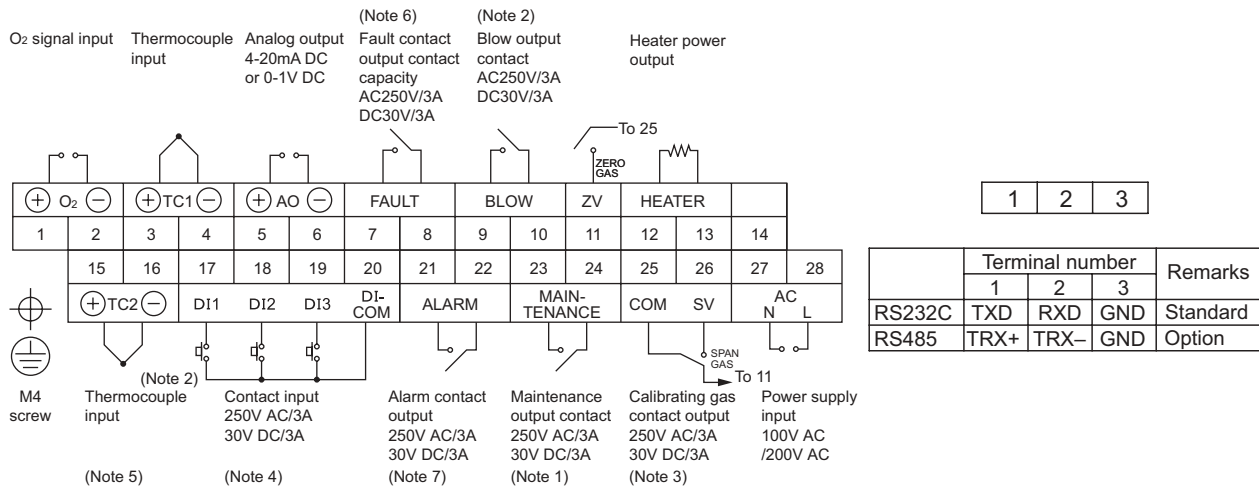 (Note 6) (Note 2)
O2 signal input Thermocouple Analog output Fault contact Blow output Heater power
input 4-20mA DC output contact contact output
or 0-1V DC capacity AC250V/3A
AC250V/3A DC30V/3A
DC30V/3A
To 25
ZERO
GAS
+ O2 − + TC1 − + AO − FAULT BLOW ZV HEATER
1 2 3 4 5 6 7 8 9 10 11 12 13 14
15 16 17 18 19 20 21 22 23 24 25 26 27 28
+ TC2 − DI1 DI2 DI3 DI- ALARM MAIN- COM SV AC
COM TENANCE N L
SPAN
GAS
To 11
(Note 2)
M4 Thermocouple Contact input Alarm contact Maintenance Calibrating gas Power supply
screw input 250V AC/3A output output contact contact output input
30V DC/3A 250V AC/3A 250V AC/3A 250V AC/3A 100V AC
30V DC/3A 30V DC/3A 30V DC/3A /200V AC
(Note 5) (Note 4) (Note 7) (Note 1) (Note 3)
1 2 3
Terminal number Remarks
1 2 3
RS232C TXD RXD GND Standard
RS485 TRX+ TRX– GND Option